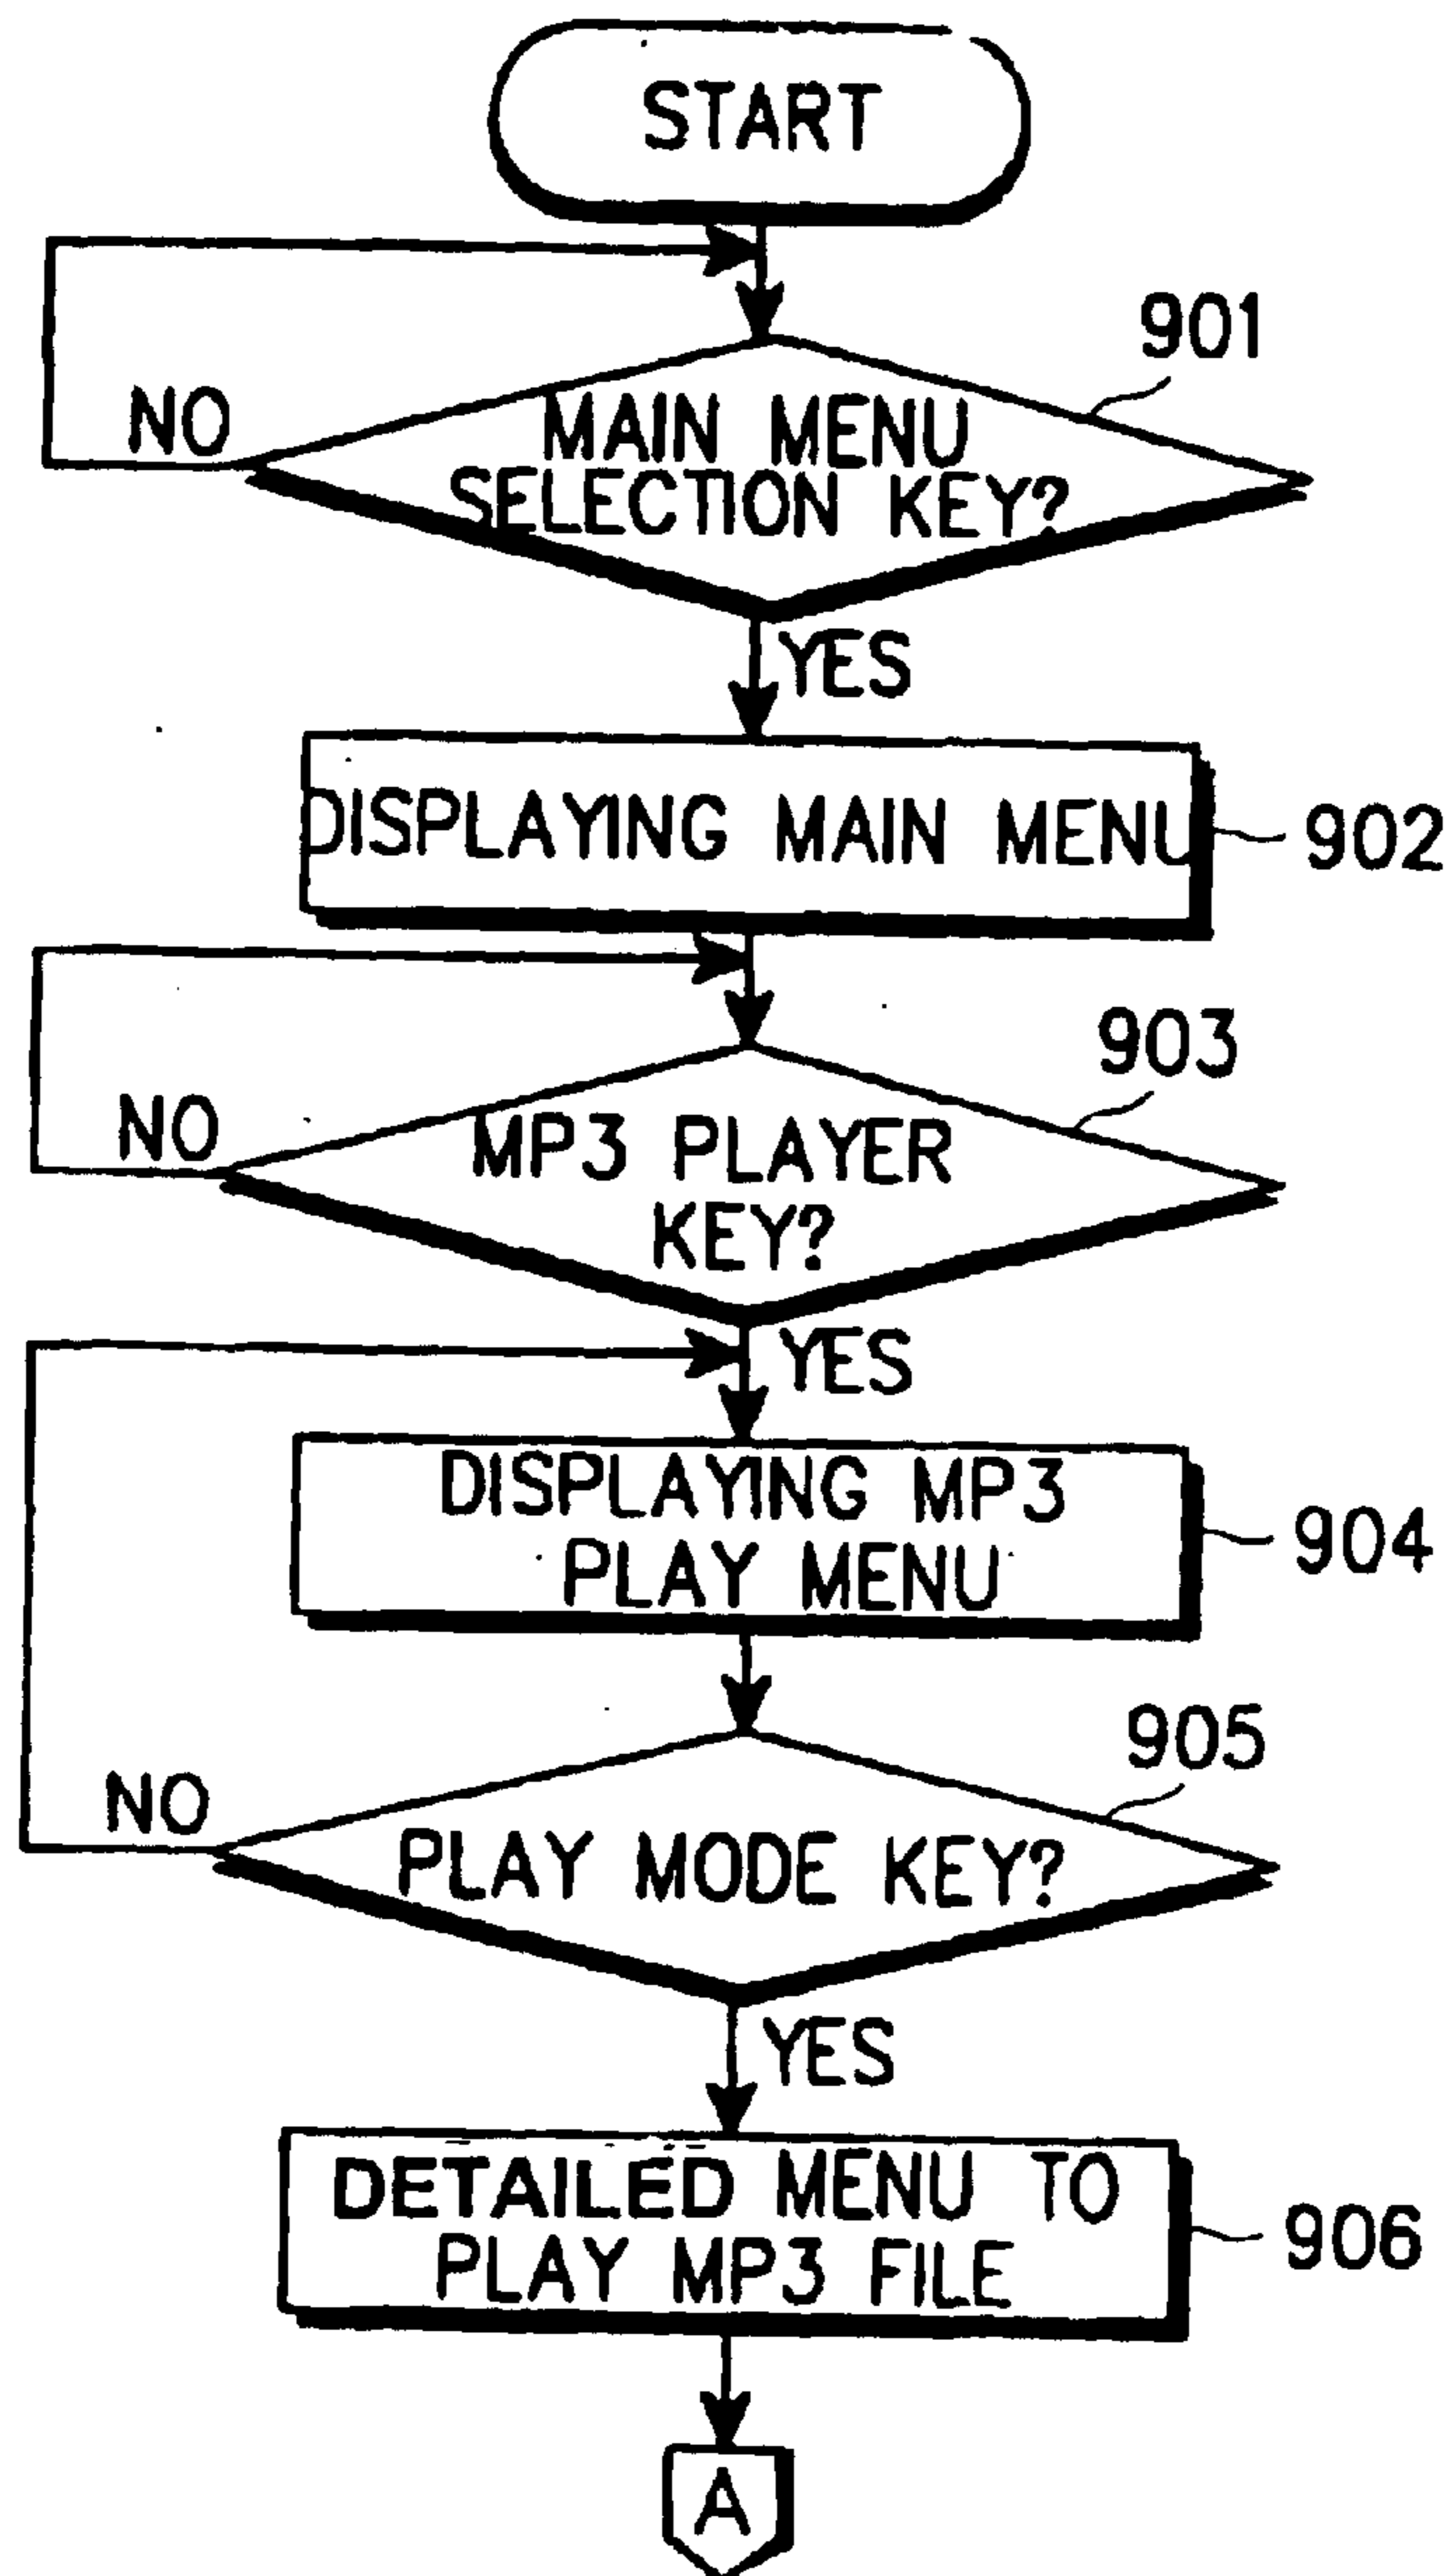 START
901
NO
MAIN MENU
SELECTION KEY?
YES
DISPLAYING MAIN MENU
902
903
NO
MP3 PLAYER
KEY?
YES
DISPLAYING MP3
PLAY MENU
904
905
NO
PLAY MODE KEY?
YES
DETAILED MENU TO
PLAY MP3 FILE
906
A